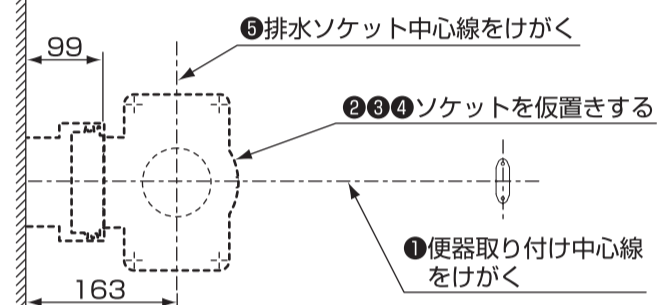 ❺排水ソケット中心線をけがく
99
❷❸❹ソケットを仮置きする
❶便器取り付け中心線
をけがく
163